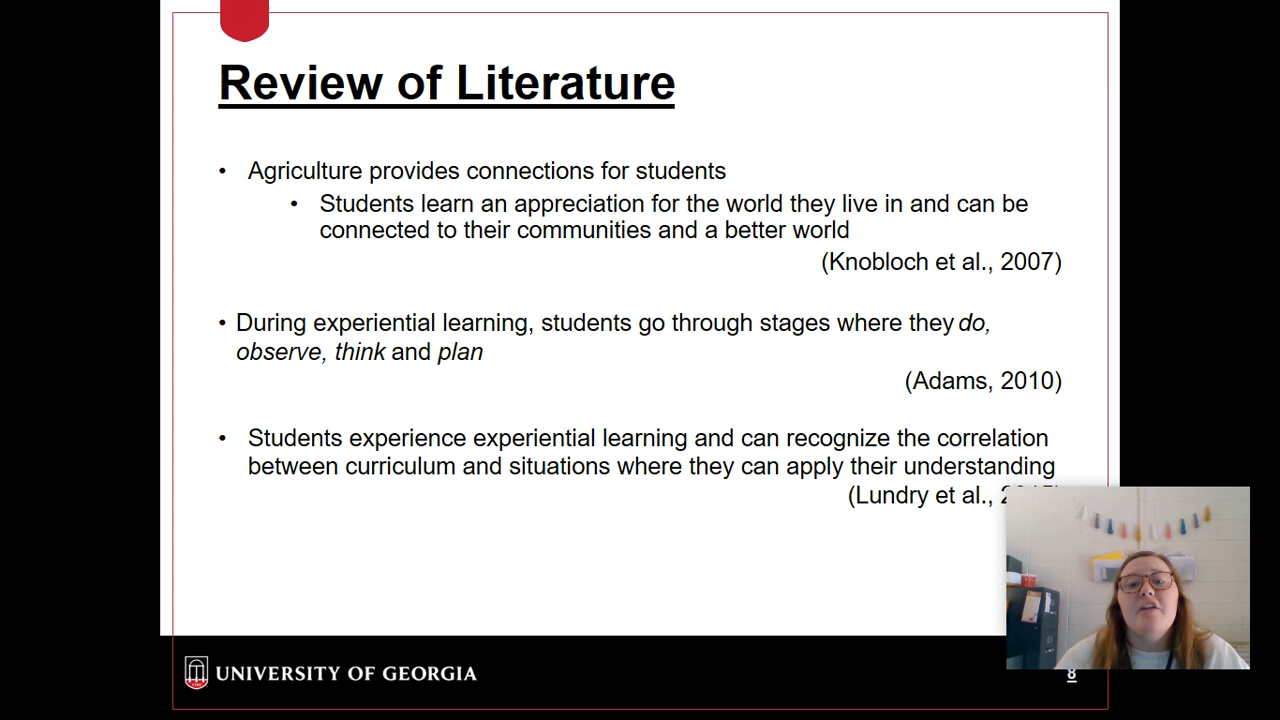 Review of Literature
• Agriculture provides connections for students
• Students learn an appreciation for the world they live in and can be
connected to their communities and a better world
(Knobloch et al., 2007)
• During experiential learning, students go through stages where they do,
observe, think and plan
(Adams, 2010)
• Students experience experiential learning and can recognize the correlation
between curriculum and situations where they can apply their understanding
(Lundry et al.,
UNIVERSITY OF GEORGIA
8